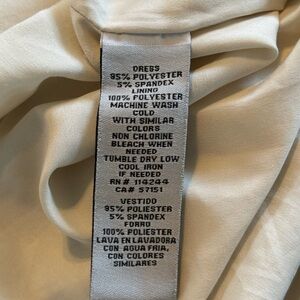 DRESS
95% POLYESTER
5% SPANDEX
LINING
100% POLYESTER
MACHINE WASH
COLD
WITH SIMILAR
COLORS
NON CHLORINE
BLEACH WHEN
NEEDED
TUMBLE DRY LOW
COOL IRON
IF NEEDED
RN# 114244
CA# 57151
VESTIDO
95% POLIESTER
5% SPANDEX
FORRO
100% POLIESTER
LAVA EN LAVADORA
CON AGUA FRIA,
CON COLORES
SIMILARES